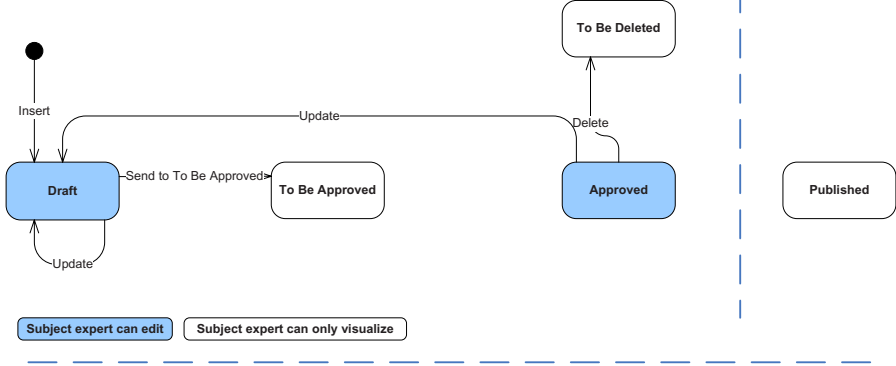 To Be Deleted
Insert
Update
Delete
Draft
Send to To Be Approved
To Be Approved
Approved
Published
Update
Subject expert can edit
Subject expert can only visualize